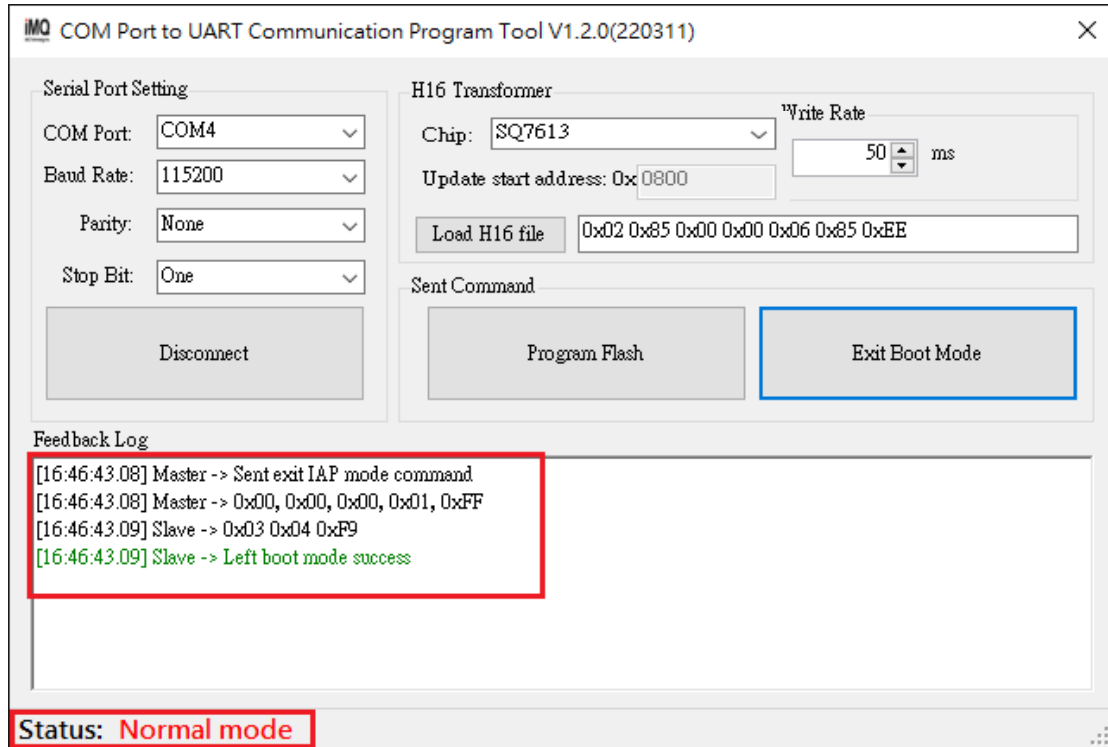 iMQ COM Port to UART Communication Program Tool V1.2.0(220311)
Serial Port Setting
COM Port: COM4
Baud Rate: 115200
Parity: None
Stop Bit: One
Disconnect
H16 Transformer
Chip: SQ7613
Write Rate
50 ms
Update start address: 0x 0800
Load H16 file 0x02 0x85 0x00 0x00 0x06 0x85 0xEE
Sent Command
Program Flash
Exit Boot Mode
Feedback Log
[16:46:43.08] Master -> Sent exit IAP mode command
[16:46:43.08] Master -> 0x00, 0x00, 0x00, 0x01, 0xFF
[16:46:43.09] Slave -> 0x03 0x04 0xF9
[16:46:43.09] Slave -> Left boot mode success
Status: Normal mode